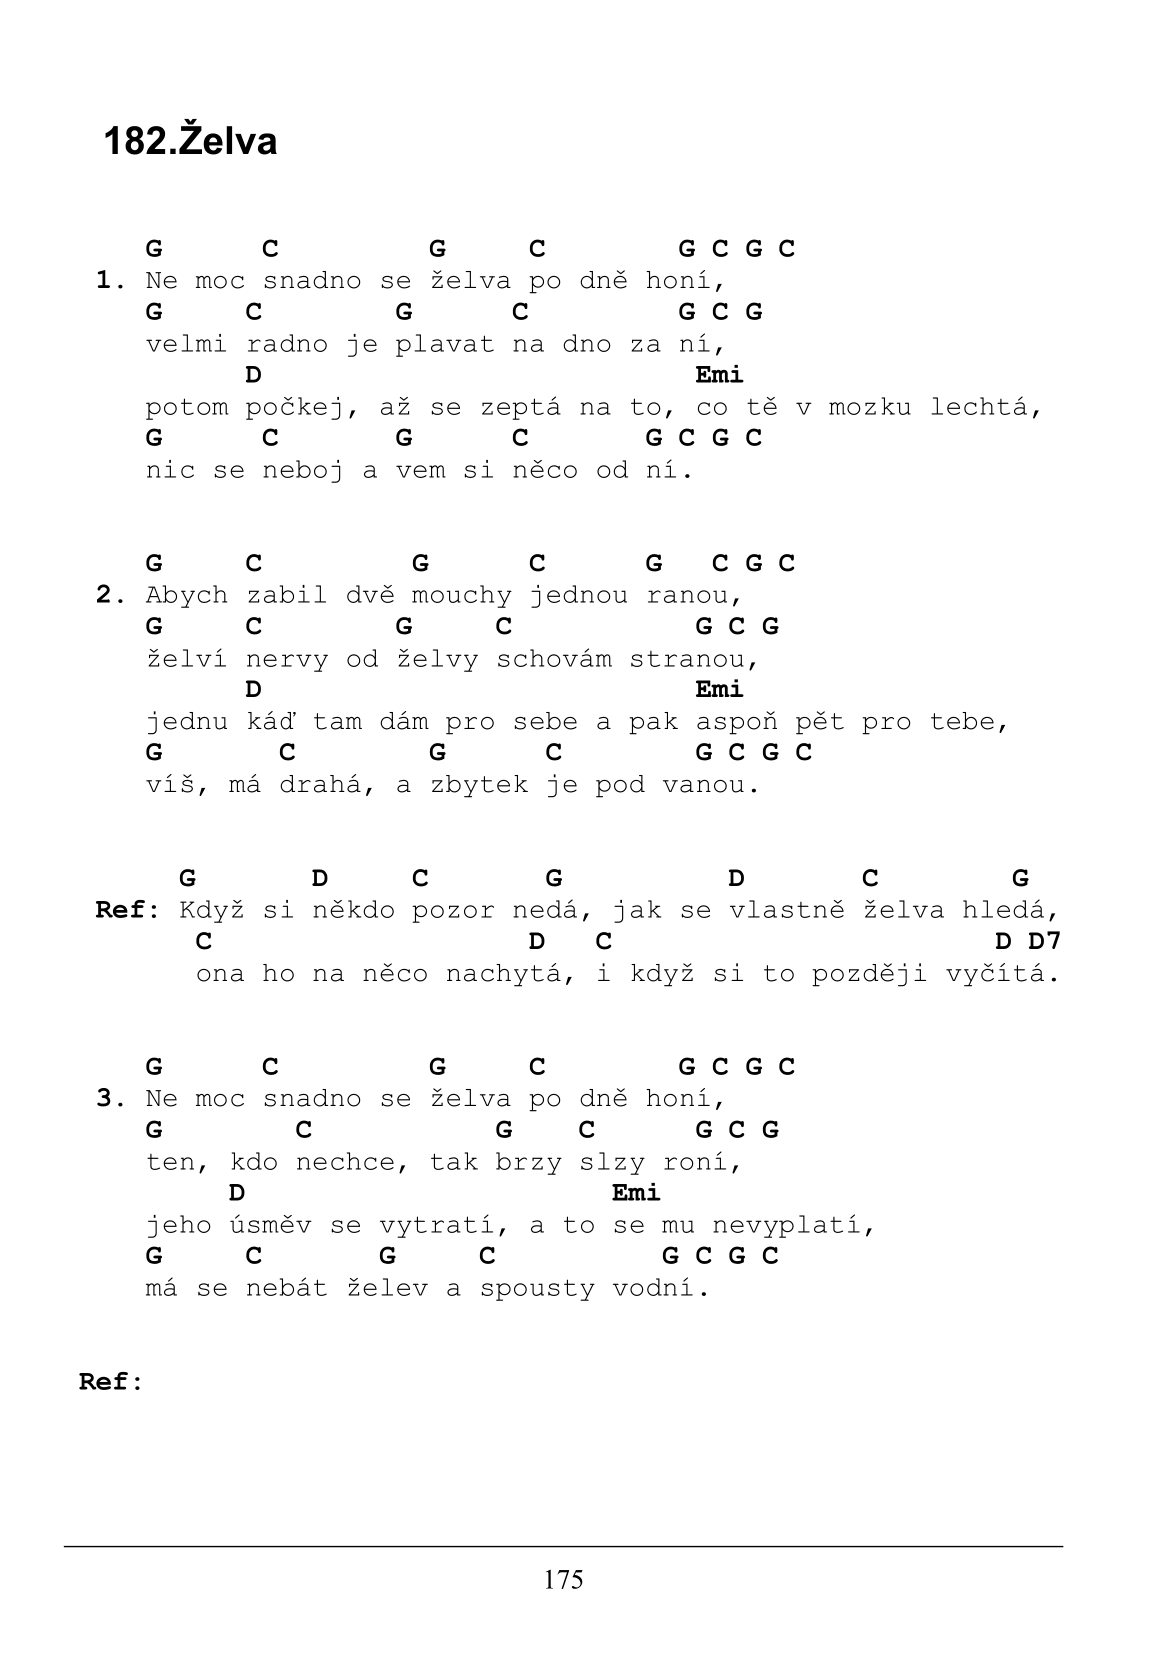 182.Želva
G      C         G     C        G C G C
1. Ne moc snadno se želva po dně honí,
G     C        G      C         G C G
velmi radno je plavat na dno za ní,
D                          Emi
potom počkej, až se zeptá na to, co tě v mozku lechtá,
G      C       G      C       G C G C
nic se neboj a vem si něco od ní.
G     C         G      C      G   C G C
2. Abych zabil dvě mouchy jednou ranou,
G     C        G     C           G C G
želví nervy od želvy schovám stranou,
D                          Emi
jednu káď tam dám pro sebe a pak aspoň pět pro tebe,
G       C        G      C        G C G C
víš, má drahá, a zbytek je pod vanou.
G       D     C       G          D       C        G
Ref: Když si někdo pozor nedá, jak se vlastně želva hledá,
C                   D   C                       D D7
ona ho na něco nachytá, i když si to později vyčítá.
G      C         G     C        G C G C
3. Ne moc snadno se želva po dně honí,
G        C           G    C      G C G
ten, kdo nechce, tak brzy slzy roní,
D                      Emi
jeho úsměv se vytratí, a to se mu nevyplatí,
G     C       G     C          G C G C
má se nebát želev a spousty vodní.
Ref:
175